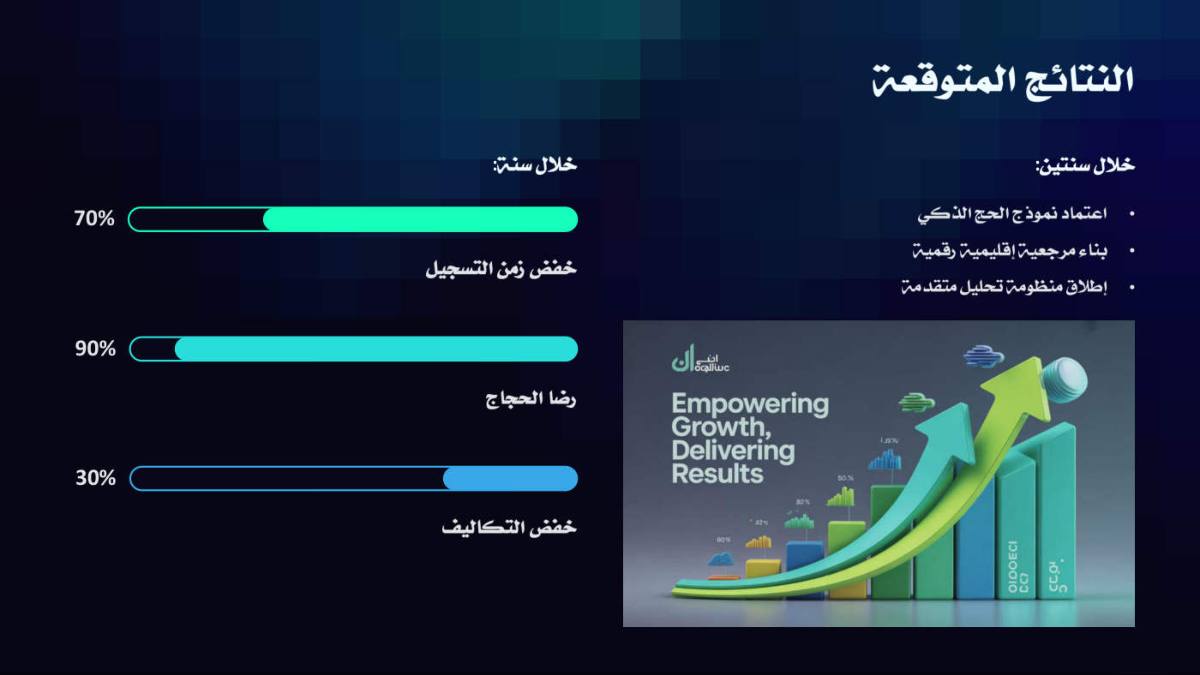 النتائج المتوقعة
خلال سنتين:
• اعتماد نموذج الحج الذكي
• بناء مرجعية إقليمية رقمية
• إطلاق منظومة تحليل متقدمة
خلال سنة:
70%
خفض زمن التسجيل
90%
رضا الحجاج
30%
خفض التكاليف
Empowering
Growth,
Delivering
Results